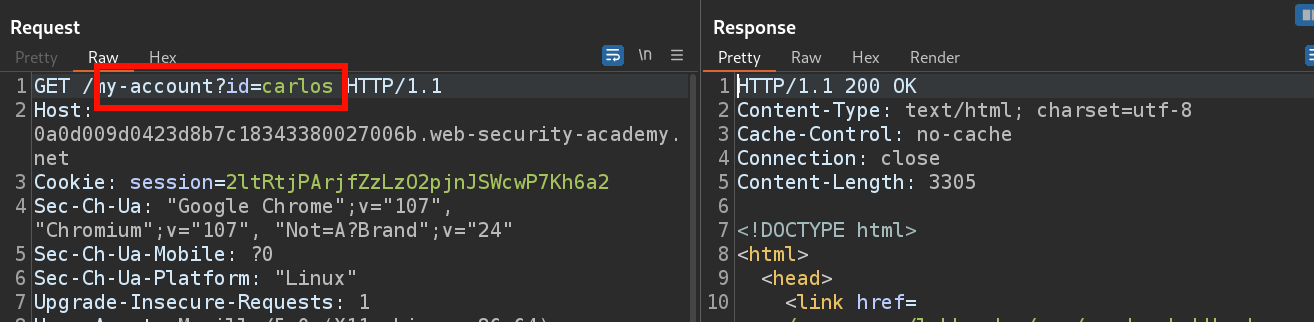 Request
Pretty Raw Hex
\n
1 GET /my-account?id=carlos HTTP/1.1
2 Host:
0a0d009d0423d8b7c18343380027006b.web-security-academy.
net
3 Cookie: session=2ltRtjPArjfZzLzO2pjnJSWcwP7Kh6a2
4 Sec-Ch-Ua: "Google Chrome";v="107",
"Chromium";v="107", "Not=A?Brand";v="24"
5 Sec-Ch-Ua-Mobile: ?0
6 Sec-Ch-Ua-Platform: "Linux"
7 Upgrade-Insecure-Requests: 1
Response
Pretty Raw Hex Render
1 HTTP/1.1 200 OK
2 Content-Type: text/html; charset=utf-8
3 Cache-Control: no-cache
4 Connection: close
5 Content-Length: 3305
6
7 <!DOCTYPE html>
8 <html>
9 <head>
10 <link href=